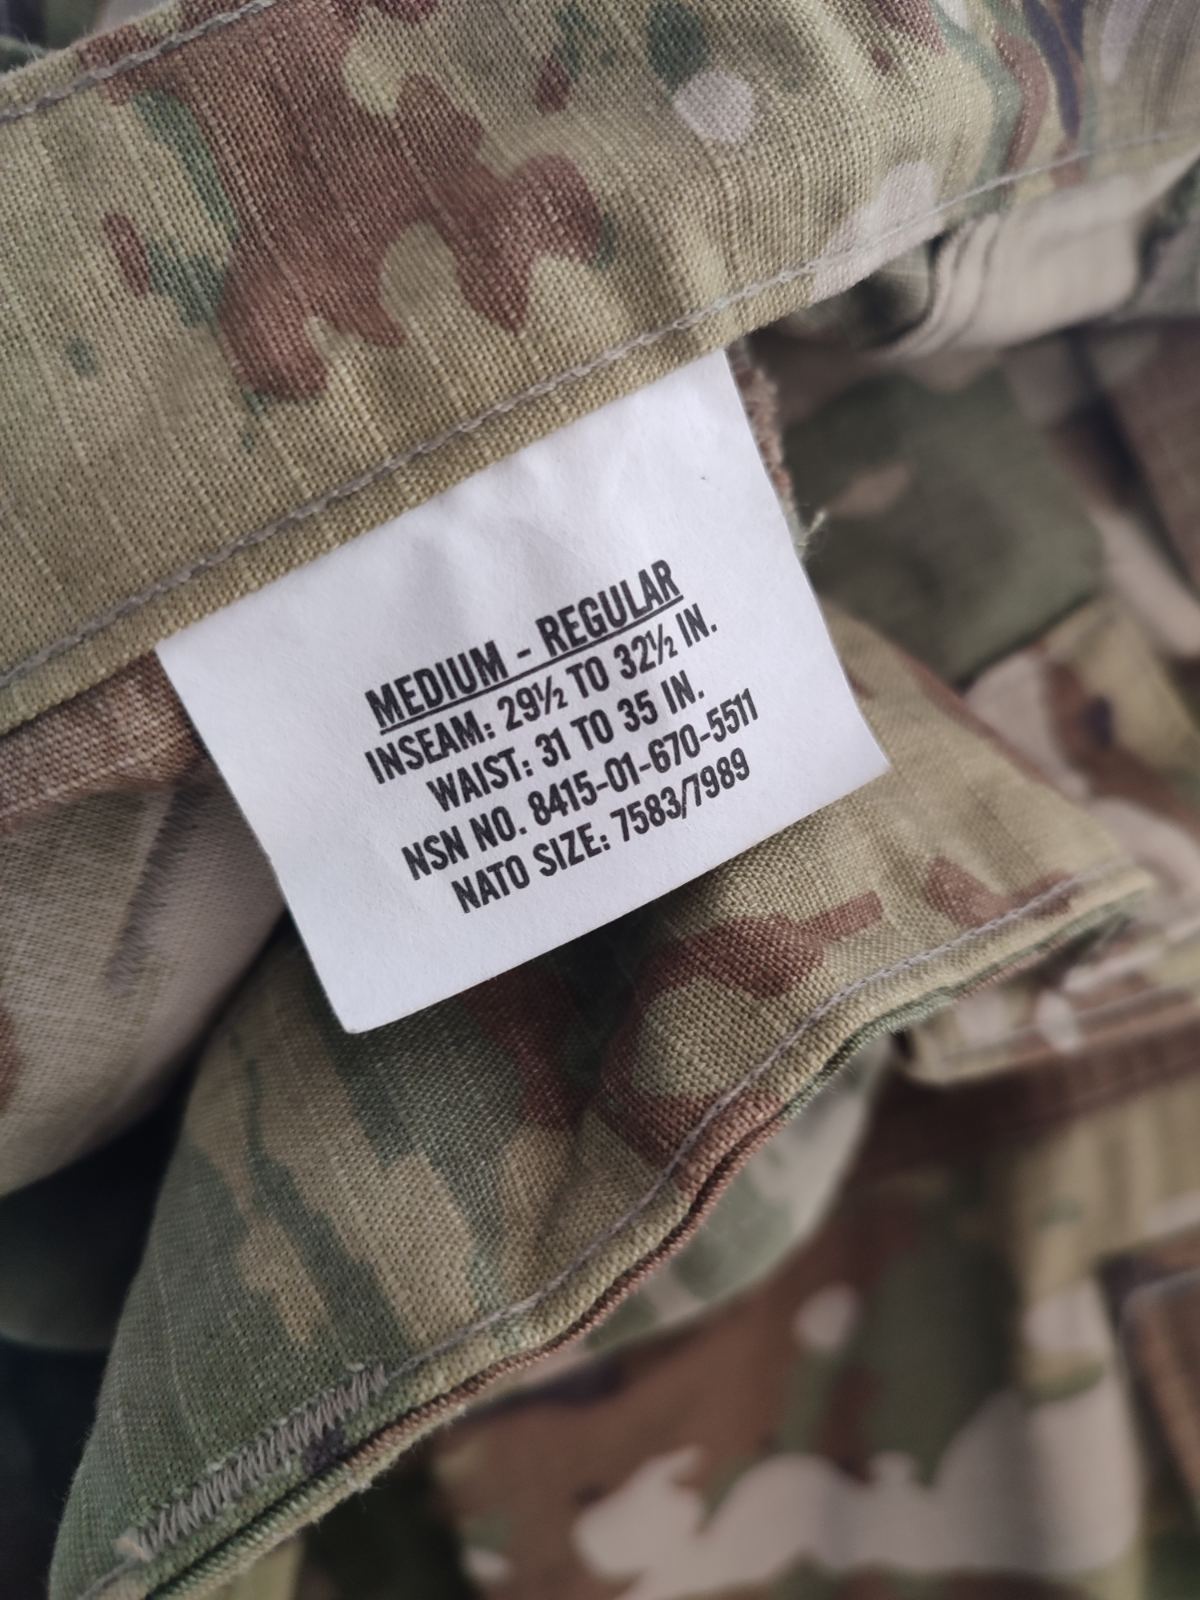 MEDIUM - REGULAR
INSEAM: 29½ TO 32½ IN.
WAIST: 31 TO 35 IN.
NSN NO. 8415-01-670-5511
NATO SIZE: 7583/7989